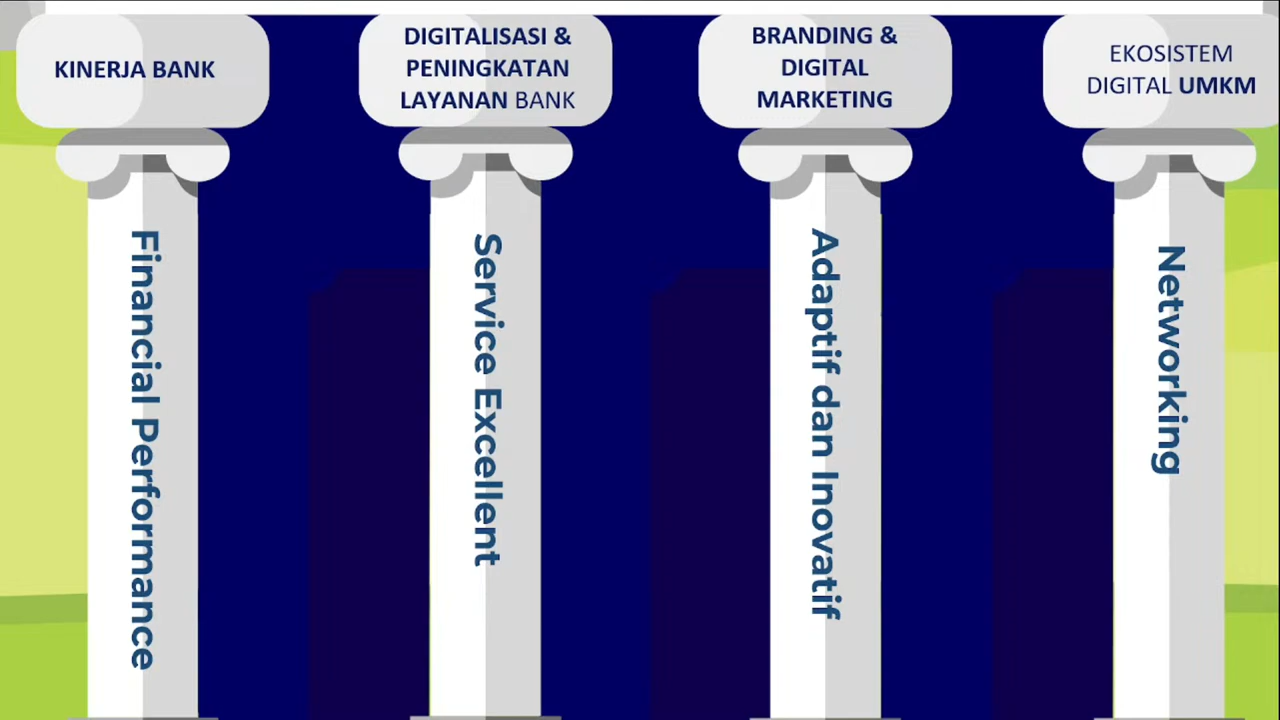 KINERJA BANK
DIGITALISASI &
PENINGKATAN
LAYANAN BANK
BRANDING &
DIGITAL
MARKETING
EKOSISTEM
DIGITAL UMKM
Financial Performance
Service Excellent
Adaptif dan Inovatif
Networking